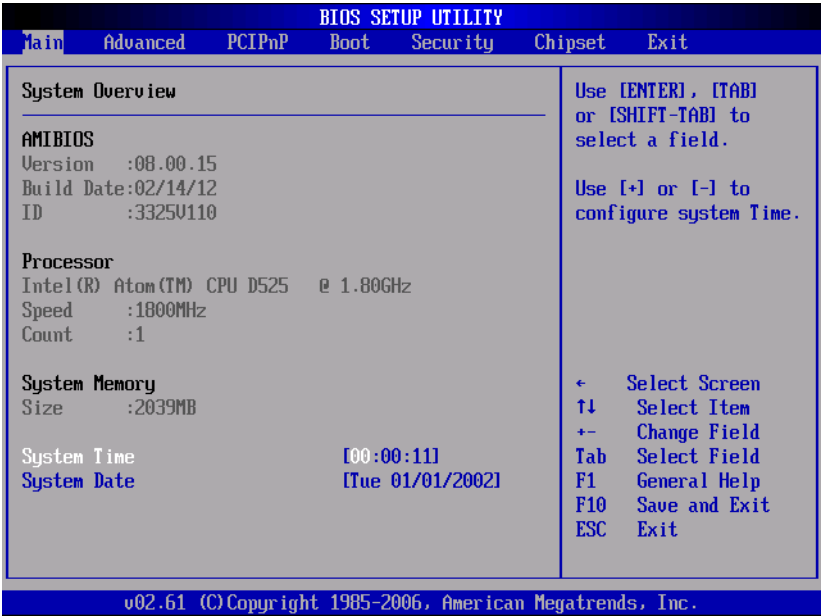 BIOS SETUP UTILITY
Main Advanced PCIPnP Boot Security Chipset Exit
System Overview
AMIBIOS
Version :08.00.15
Build Date:02/14/12
ID :3325V110
Processor
Intel(R) Atom(TM) CPU D525 @ 1.80GHz
Speed :1800MHz
Count :1
System Memory
Size :2039MB
System Time [00:00:11]
System Date [Tue 01/01/2002]
Use [ENTER], [TAB]
or [SHIFT-TAB] to
select a field.
Use [+] or [-] to
configure system Time.
← Select Screen
↑↓ Select Item
+- Change Field
Tab Select Field
F1 General Help
F10 Save and Exit
ESC Exit
v02.61 (C)Copyright 1985-2006, American Megatrends, Inc.